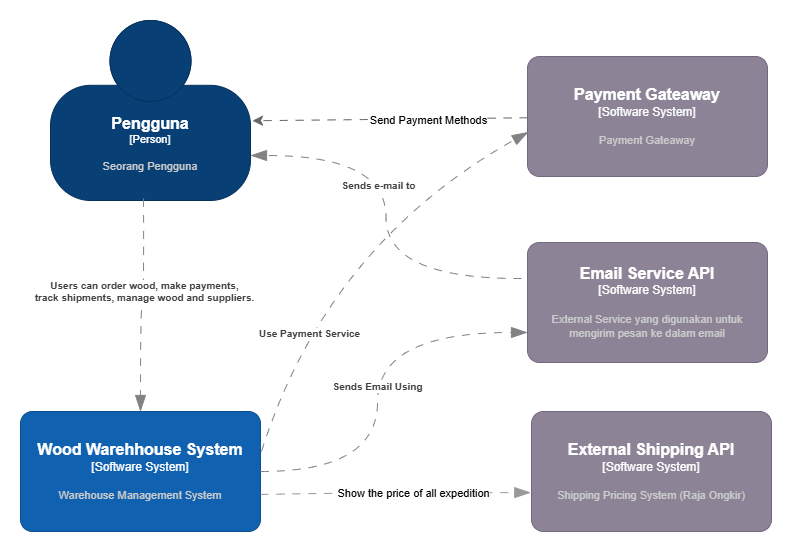 Pengguna
[Person]
Seorang Pengguna
Payment Gateaway
[Software System]
Payment Gateaway
Send Payment Methods
Sends e-mail to
Email Service API
[Software System]
External Service yang digunakan untuk
mengirim pesan ke dalam email
Users can order wood, make payments,
track shipments, manage wood and suppliers.
Use Payment Service
Sends Email Using
Wood Warehhouse System
[Software System]
Warehouse Management System
Show the price of all expedition
External Shipping API
[Software System]
Shipping Pricing System (Raja Ongkir)